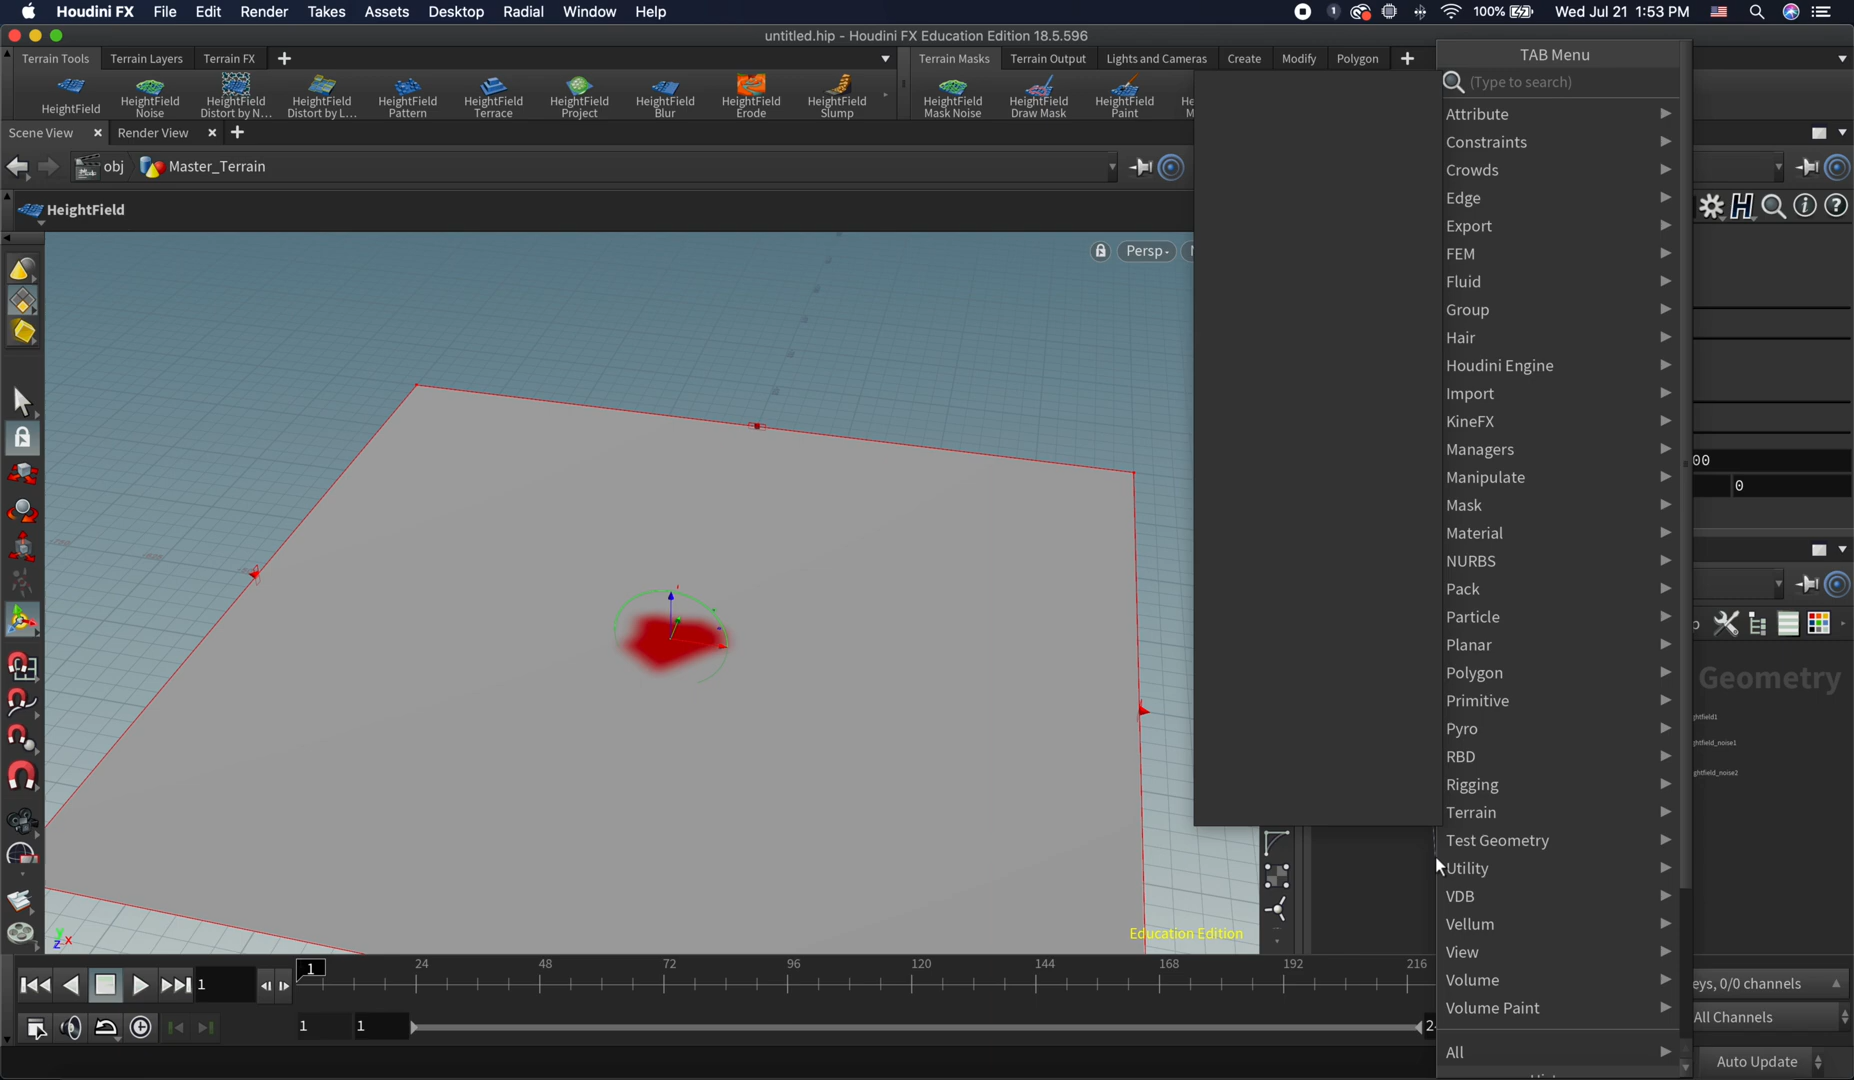 Houdini FX File Edit Render Takes Assets Desktop Radial Window Help
1 100% Wed Jul 21 1:53 PM
untitled.hip - Houdini FX Education Edition 18.5.596
Terrain Tools Terrain Layers Terrain FX
Terrain Masks Terrain Output Lights and Cameras Create Modify Polygon
HeightField
HeightField Noise
HeightField Distort by N...
HeightField Distort by L...
HeightField Pattern
HeightField Terrace
HeightField Project
HeightField Blur
HeightField Erode
HeightField Slump
HeightField Mask Noise
HeightField Draw Mask
HeightField Paint
Scene View Render View
obj Master_Terrain
HeightField
Persp
TAB Menu
(Type to search)
Attribute
Constraints
Crowds
Edge
Export
FEM
Fluid
Group
Hair
Houdini Engine
Import
KineFX
Managers
Manipulate
Mask
Material
NURBS
Pack
Particle
Planar
Polygon
Primitive
Pyro
RBD
Rigging
Terrain
Test Geometry
Utility
VDB
Vellum
View
Volume
Volume Paint
All
00
0
Geometry
Education Edition
y
z x
1
1 24 48 72 96 120 144 168 192 216
1 1
eys, 0/0 channels
All Channels
Auto Update